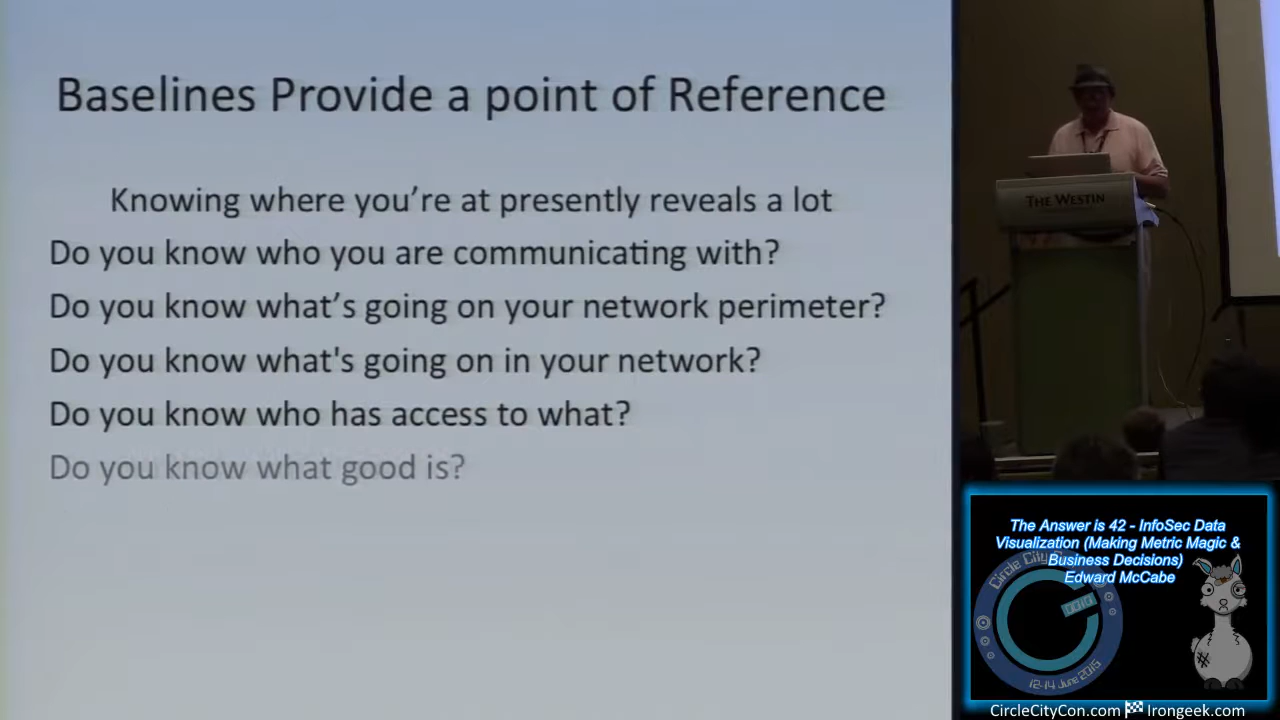 Baselines Provide a point of Reference
Knowing where you're at presently reveals a lot
Do you know who you are communicating with?
Do you know what's going on your network perimeter?
Do you know what's going on in your network?
Do you know who has access to what?
Do you know what good is?
THE WESTIN
The Answer is 42 - InfoSec Data
Visualization (Making Metric Magic &
Business Decisions)
Edward McCabe
Circle City
12-14 June 2015
CircleCityCon.com Irongeek.com